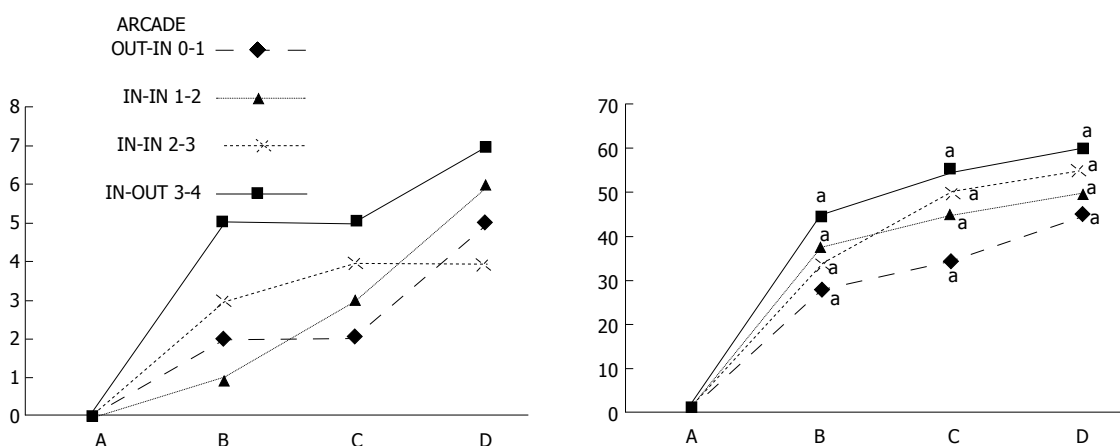 ARCADE
OUT-IN 0-1
IN-IN 1-2
IN-IN 2-3
IN-OUT 3-4
8
7
6
5
4
3
2
1
0
A B C D
70
60
50
40
30
20
10
0
a
a
a
a
a
a
a
a
a
a
a
a
A B C D